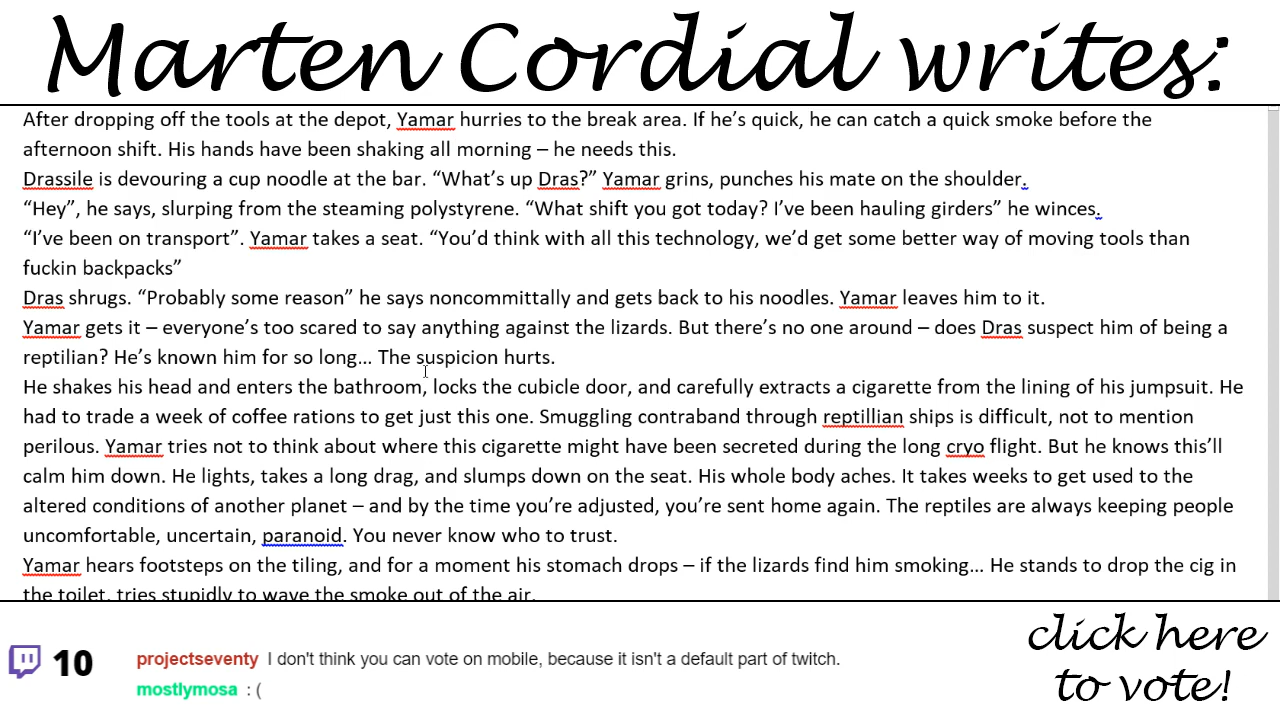 Marten Cordial writes:
After dropping off the tools at the depot, Yamar hurries to the break area. If he’s quick, he can catch a quick smoke before the
afternoon shift. His hands have been shaking all morning – he needs this.
Drassile is devouring a cup noodle at the bar. “What’s up Dras?” Yamar grins, punches his mate on the shoulder.
“Hey”, he says, slurping from the steaming polystyrene. “What shift you got today? I’ve been hauling girders” he winces.
“I’ve been on transport”. Yamar takes a seat. “You’d think with all this technology, we’d get some better way of moving tools than
fuckin backpacks”
Dras shrugs. “Probably some reason” he says noncommittally and gets back to his noodles. Yamar leaves him to it.
Yamar gets it – everyone’s too scared to say anything against the lizards. But there’s no one around – does Dras suspect him of being a
reptilian? He’s known him for so long… The suspicion hurts.
He shakes his head and enters the bathroom, locks the cubicle door, and carefully extracts a cigarette from the lining of his jumpsuit. He
had to trade a week of coffee rations to get just this one. Smuggling contraband through reptillian ships is difficult, not to mention
perilous. Yamar tries not to think about where this cigarette might have been secreted during the long cryo flight. But he knows this’ll
calm him down. He lights, takes a long drag, and slumps down on the seat. His whole body aches. It takes weeks to get used to the
altered conditions of another planet – and by the time you’re adjusted, you’re sent home again. The reptiles are always keeping people
uncomfortable, uncertain, paranoid. You never know who to trust.
Yamar hears footsteps on the tiling, and for a moment his stomach drops – if the lizards find him smoking… He stands to drop the cig in
the toilet, tries stupidly to wave the smoke out of the air.
10
projectseventy I don't think you can vote on mobile, because it isn't a default part of twitch.
mostlymosa : (
click here
to vote!